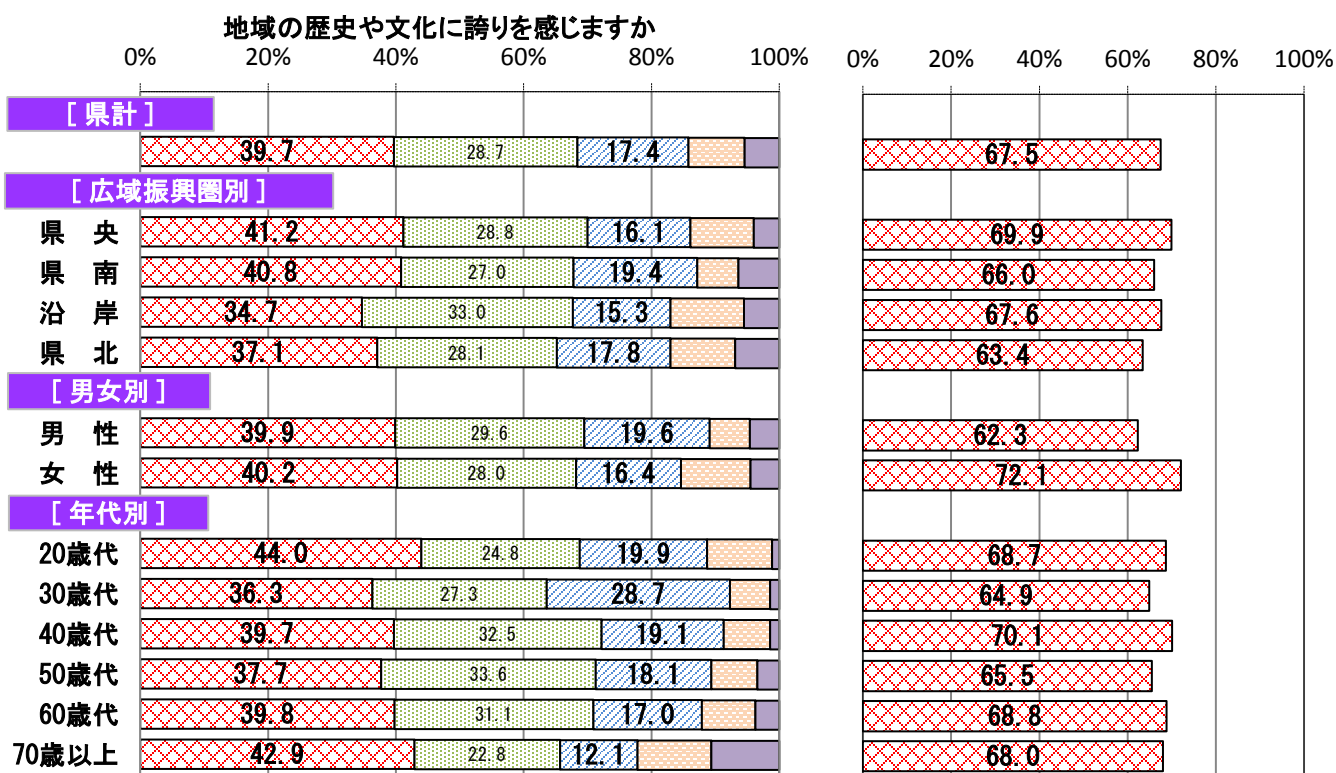 地域の歴史や文化に誇りを感じますか
0% 20% 40% 60% 80% 100% 0% 20% 40% 60% 80% 100%
[ 県計 ]
39.7 28.7 17.4 67.5
[ 広域振興圏別 ]
県 央 41.2 28.8 16.1 69.9
県 南 40.8 27.0 19.4 66.0
沿 岸 34.7 33.0 15.3 67.6
県 北 37.1 28.1 17.8 63.4
[ 男女別 ]
男 性 39.9 29.6 19.6 62.3
女 性 40.2 28.0 16.4 72.1
[ 年代別 ]
20歳代 44.0 24.8 19.9 68.7
30歳代 36.3 27.3 28.7 64.9
40歳代 39.7 32.5 19.1 70.1
50歳代 37.7 33.6 18.1 65.5
60歳代 39.8 31.1 17.0 68.8
70歳以上 42.9 22.8 12.1 68.0